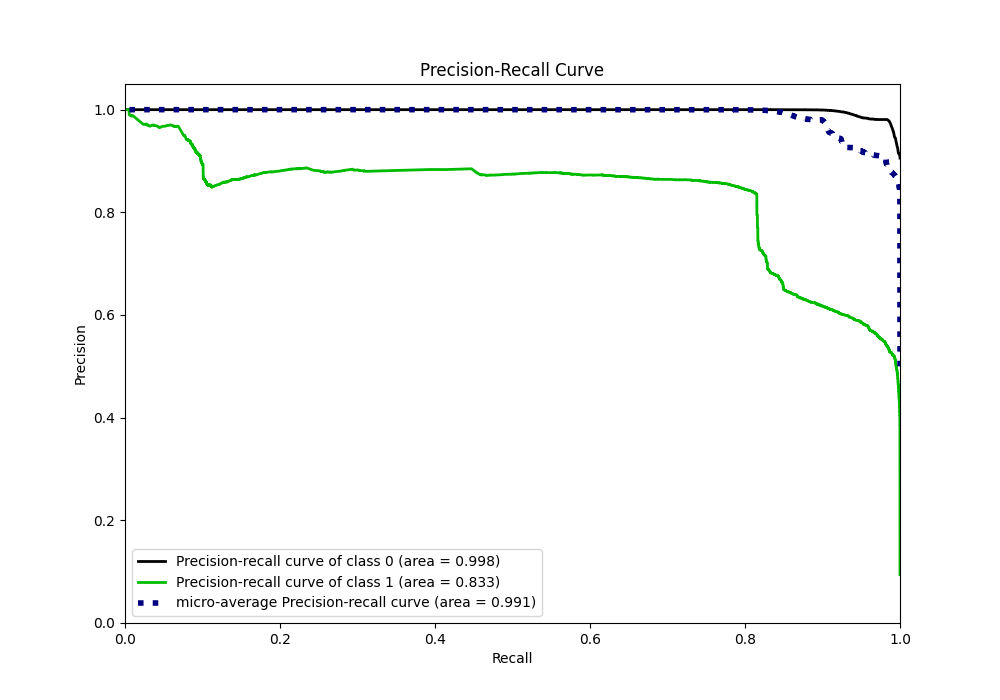 Precision-Recall Curve
1.0
0.8
0.6
0.4
0.2
0.0
Precision
Precision-recall curve of class 0 (area = 0.998)
Precision-recall curve of class 1 (area = 0.833)
micro-average Precision-recall curve (area = 0.991)
0.0 0.2 0.4 0.6 0.8 1.0
Recall